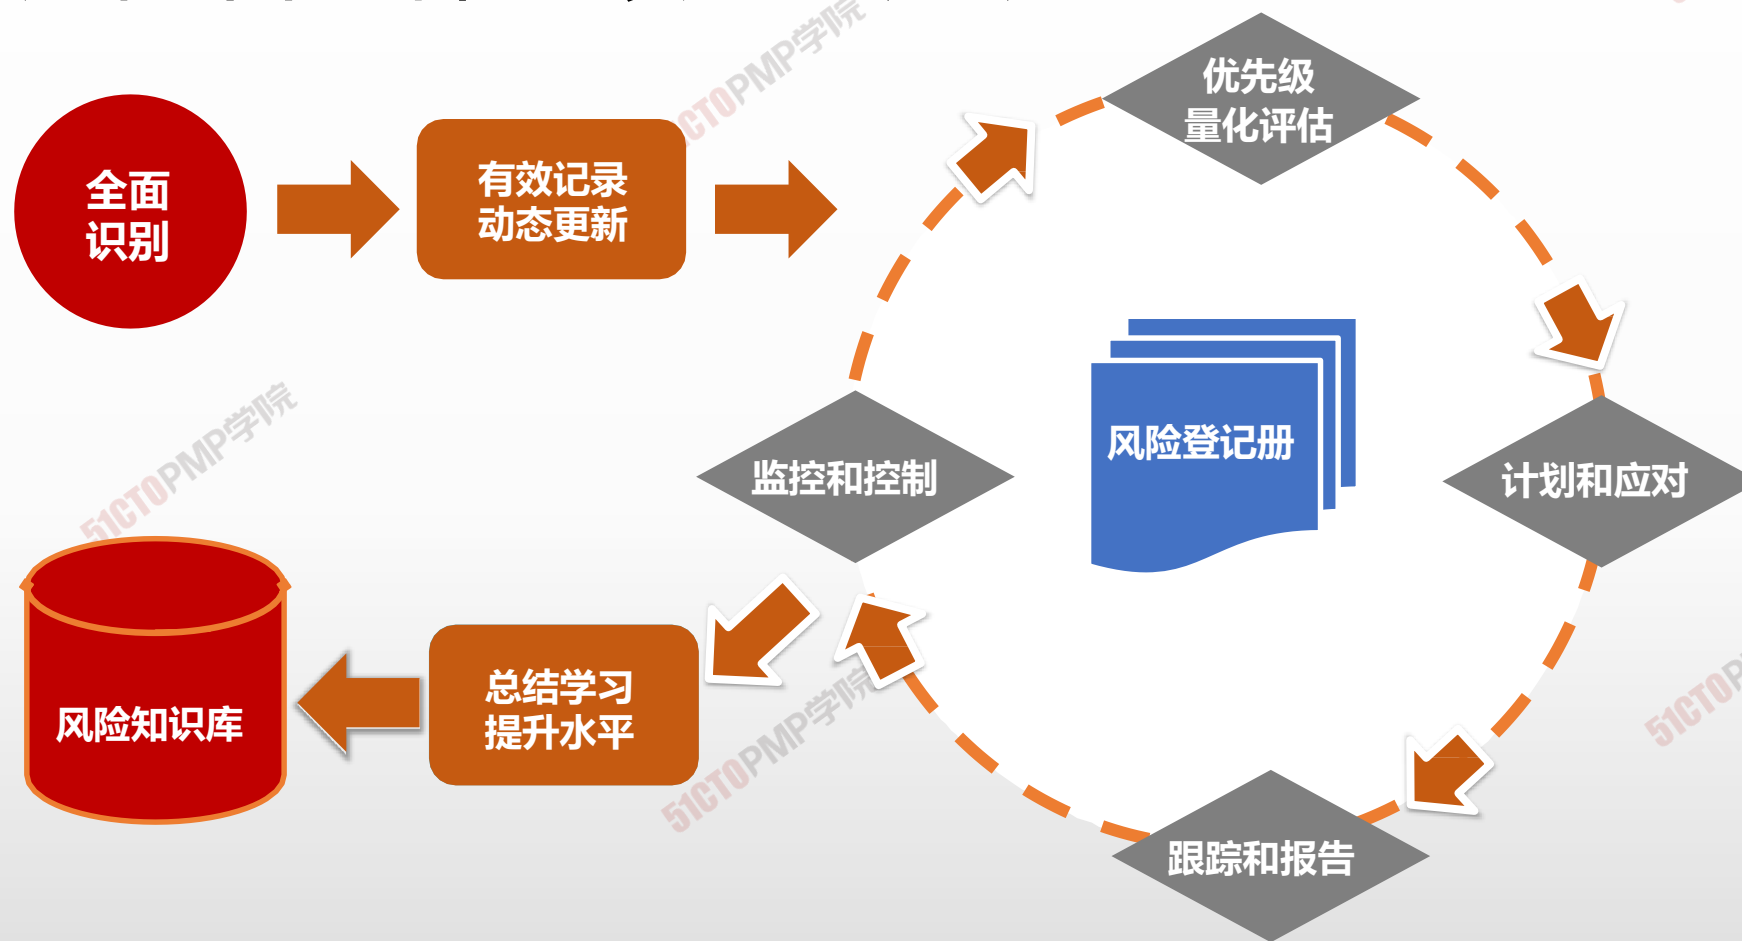 全面
识别
有效记录
动态更新
优先级
量化评估
风险登记册
监控和控制
计划和应对
总结学习
提升水平
风险知识库
跟踪和报告
51CTOPMP学院
51CTOPMP学院
51CTOPMP学院
51CTOP